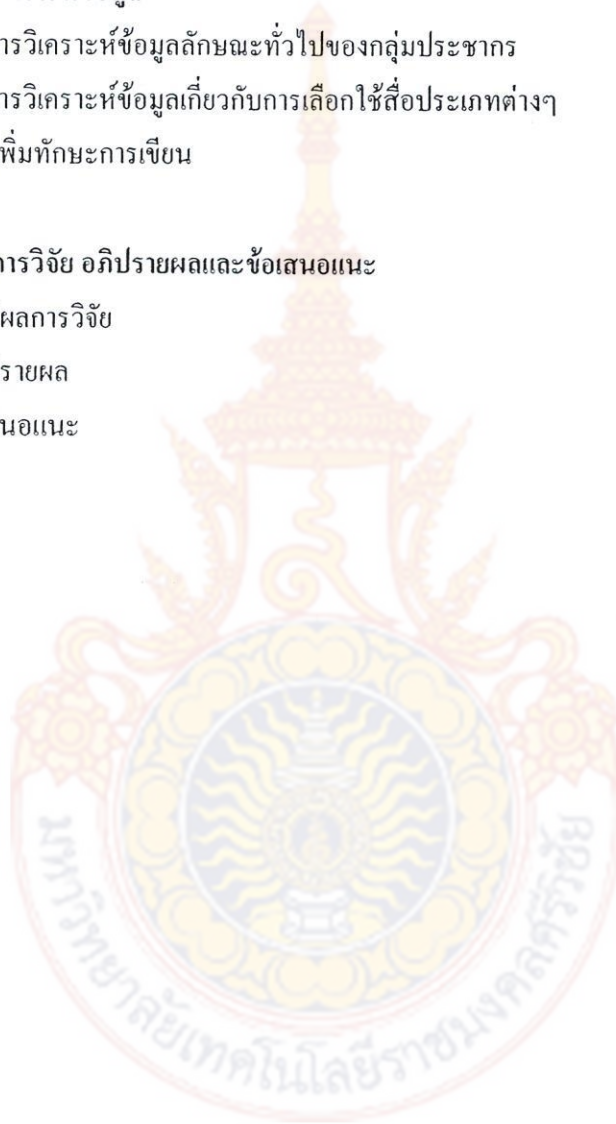 ารวิเคราะห์ข้อมูลลักษณะทั่วไปของกลุ่มประชากร
ารวิเคราะห์ข้อมูลเกี่ยวกับการเลือกใช้สื่อประเภทต่างๆ
พิ่มทักษะการเขียน
การวิจัย อภิปรายผลและข้อเสนอแนะ
ผลการวิจัย
รายผล
นอแนะ
มหาวิทยาลัยเทคโนโลยีราชมงคลศรีวิชัย